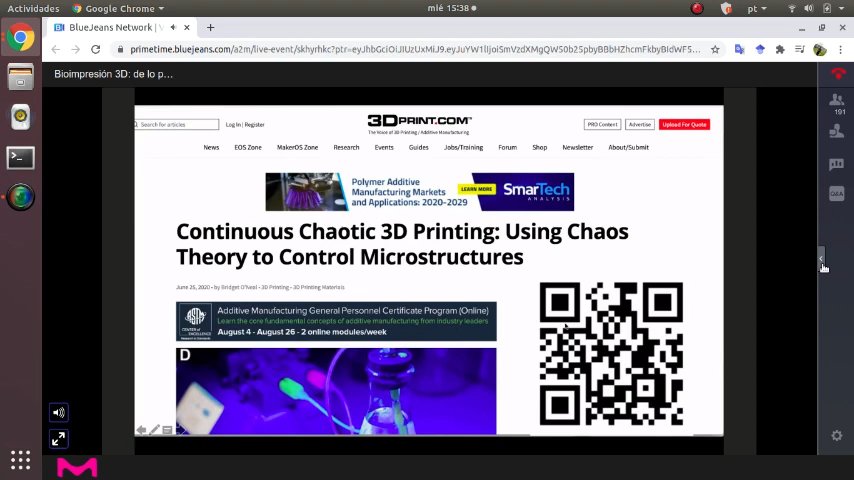 Actividades
Google Chrome
mié 15:38
pt
BlueJeans Network | V
primetime.bluejeans.com/a2m/live-event/skhyrhkc?ptr=eyJhbGciOiJIUzUxMiJ9.eyJuYW1lIjoiSmVzdXMgQW50b25pbyBBbHZhcmFkbyBIdWF5...
Bioimpresión 3D: de lo p...
191
Q&A
Search for articles
Log In | Register
3DPRINT.COM
The Voice of 3D Printing / Additive Manufacturing
PRO Content
Advertise
Upload For Quote
News
EOS Zone
MakerOS Zone
Research
Events
Guides
Jobs/Training
Forum
Shop
Newsletter
About/Submit
Polymer Additive
Manufacturing Markets
and Applications: 2020-2029
LEARN MORE
SMARTECH
ANALYSIS
Continuous Chaotic 3D Printing: Using Chaos
Theory to Control Microstructures
June 25, 2020 • by Bridget O'Neal • 3D Printing • 3D Printing Materials
ASTM
CENTER of
EXCELLENCE
Additive Manufacturing General Personnel Certificate Program (Online)
Learn the core fundamental concepts of additive manufacturing from industry leaders
August 4 - August 26 - 2 online modules/week
D
M